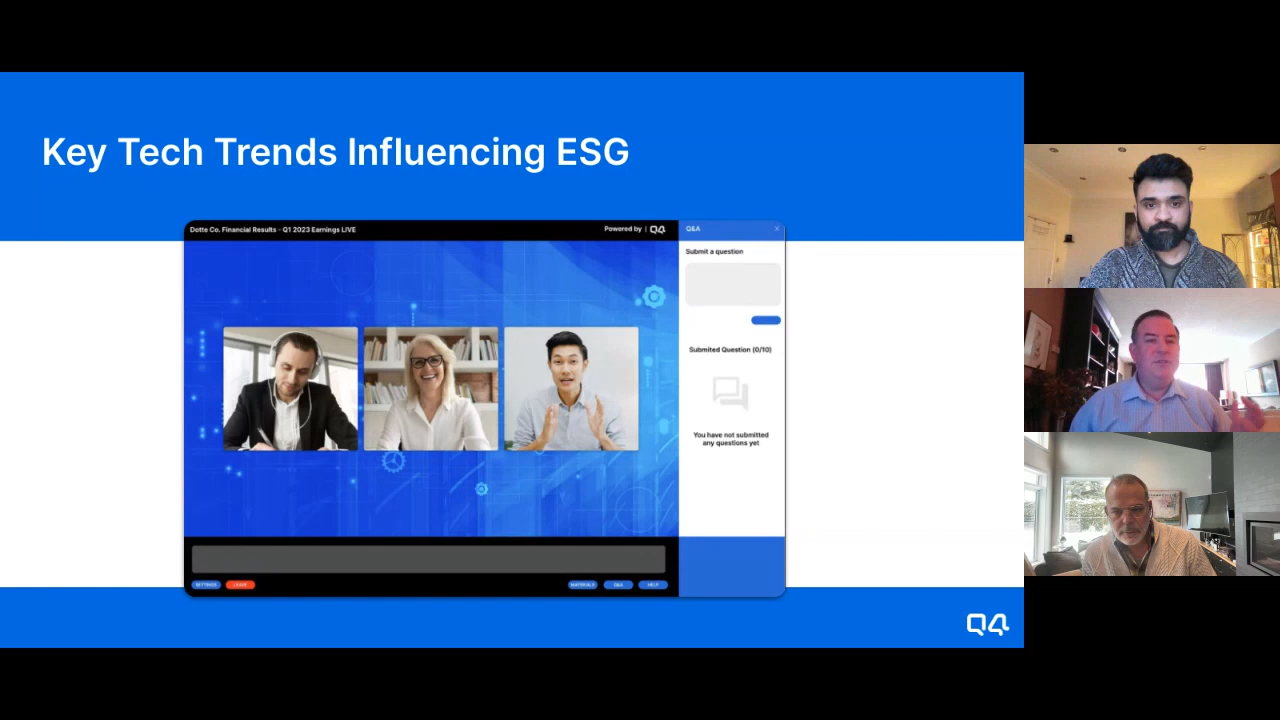 Key Tech Trends Influencing ESG
Dotte Co. Financial Results - Q1 2023 Earnings LIVE
Powered by | Q4
Q&A
Submit a question
Submited Question (0/10)
You have not submitted
any questions yet
SETTINGS
LEAVE
MATERIALS
Q&A
HELP
Q4